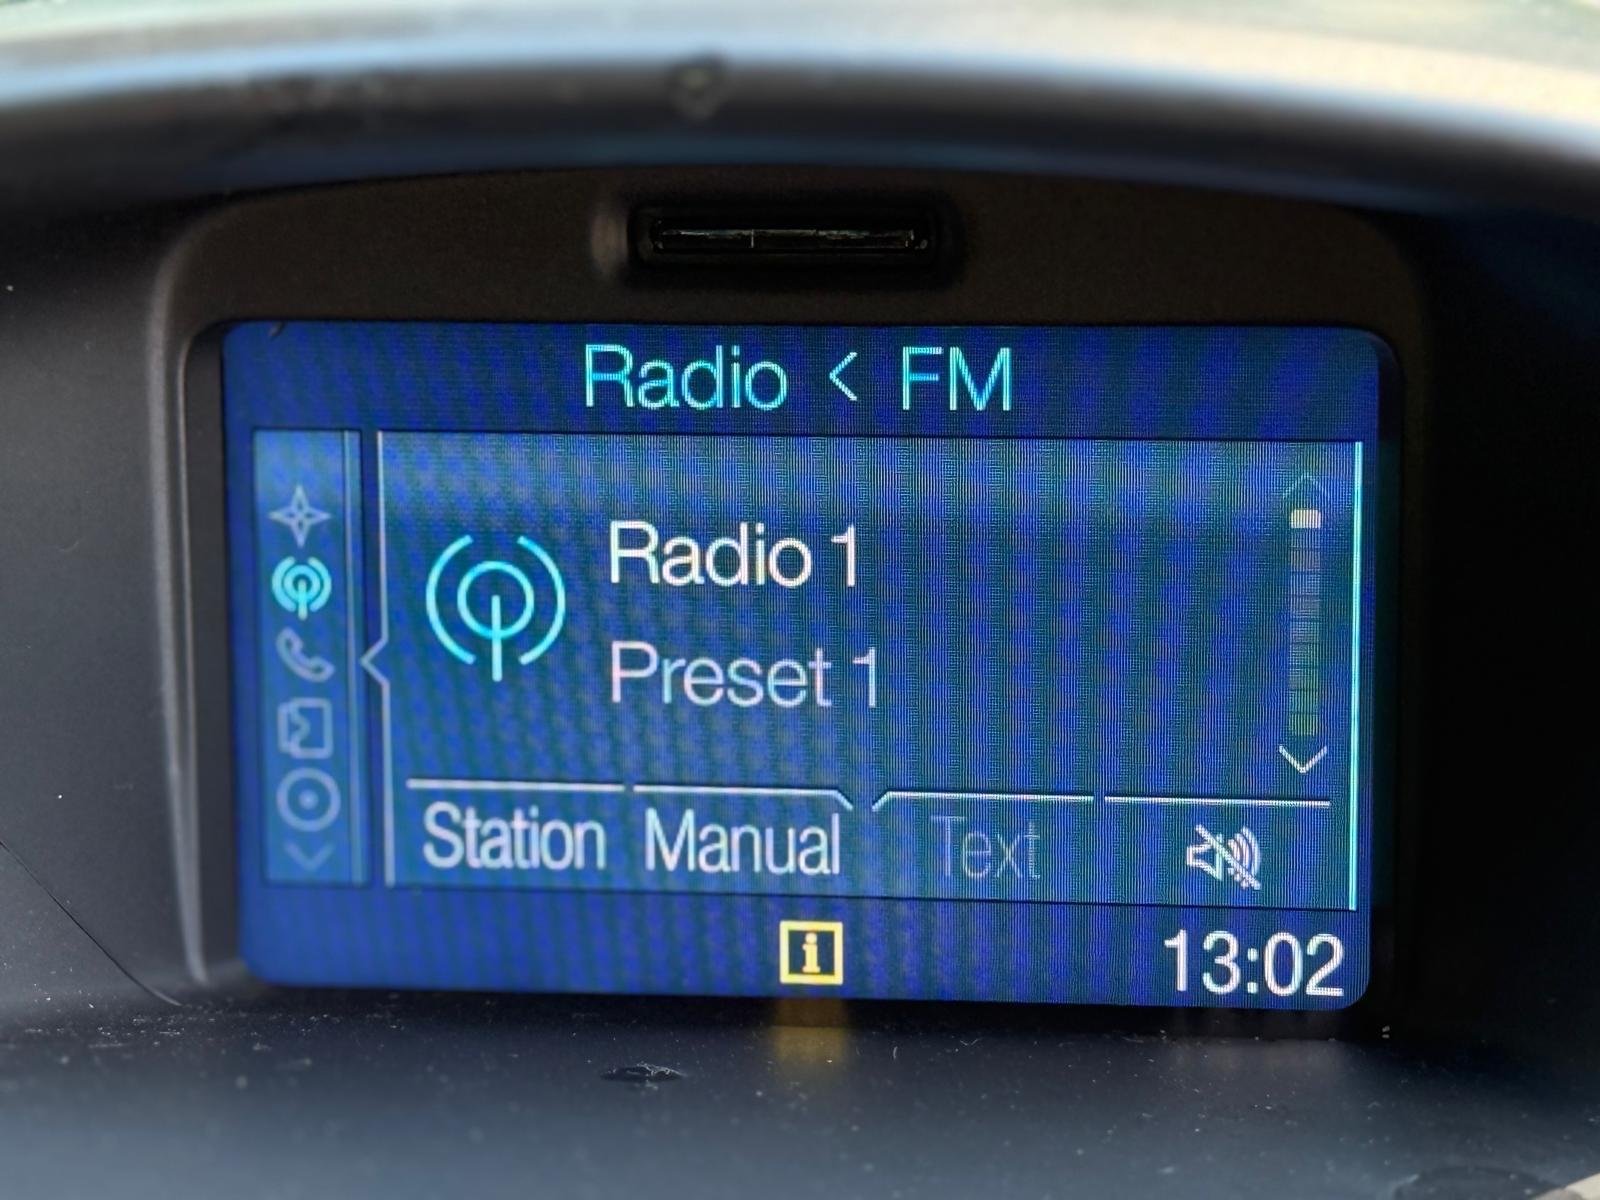 Radio < FM
Radio 1
Preset 1
Station Manual Text
i
13:02